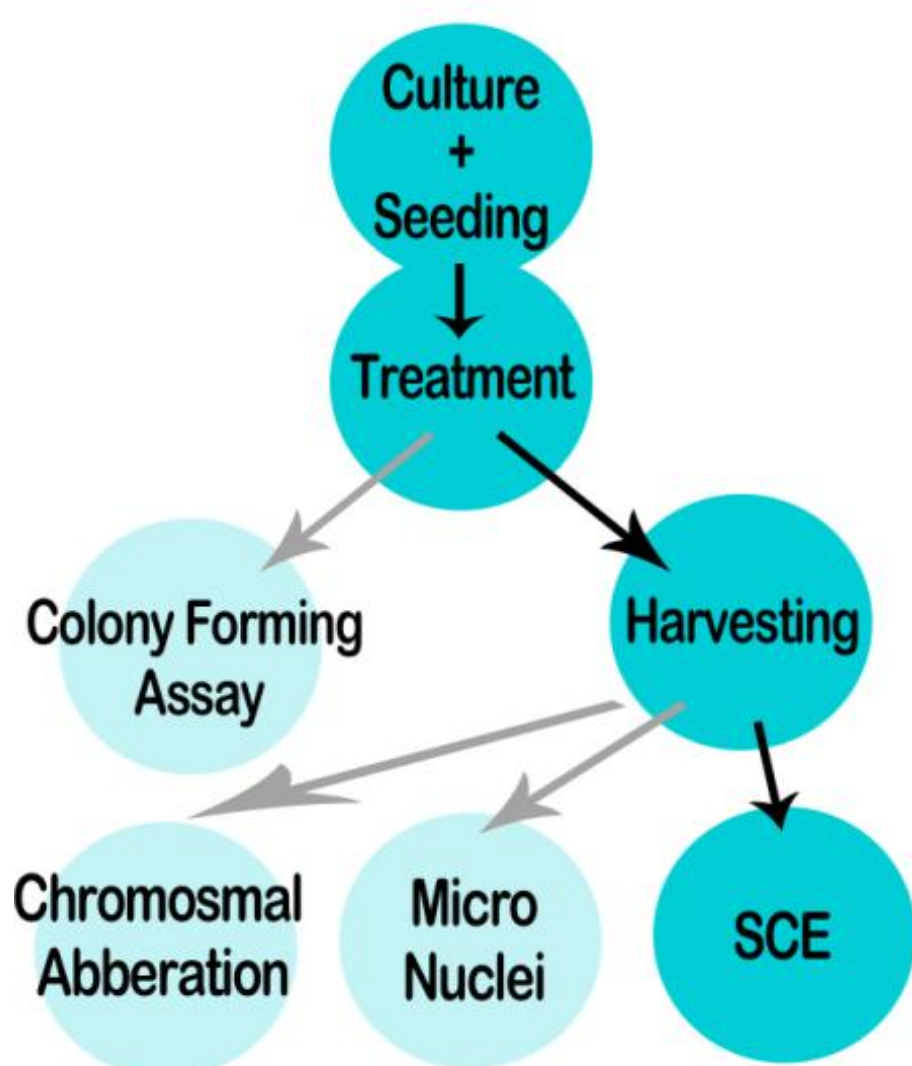 Culture
+
Seeding
Treatment
Colony Forming
Assay
Harvesting
Chromosmal
Abberation
Micro
Nuclei
SCE